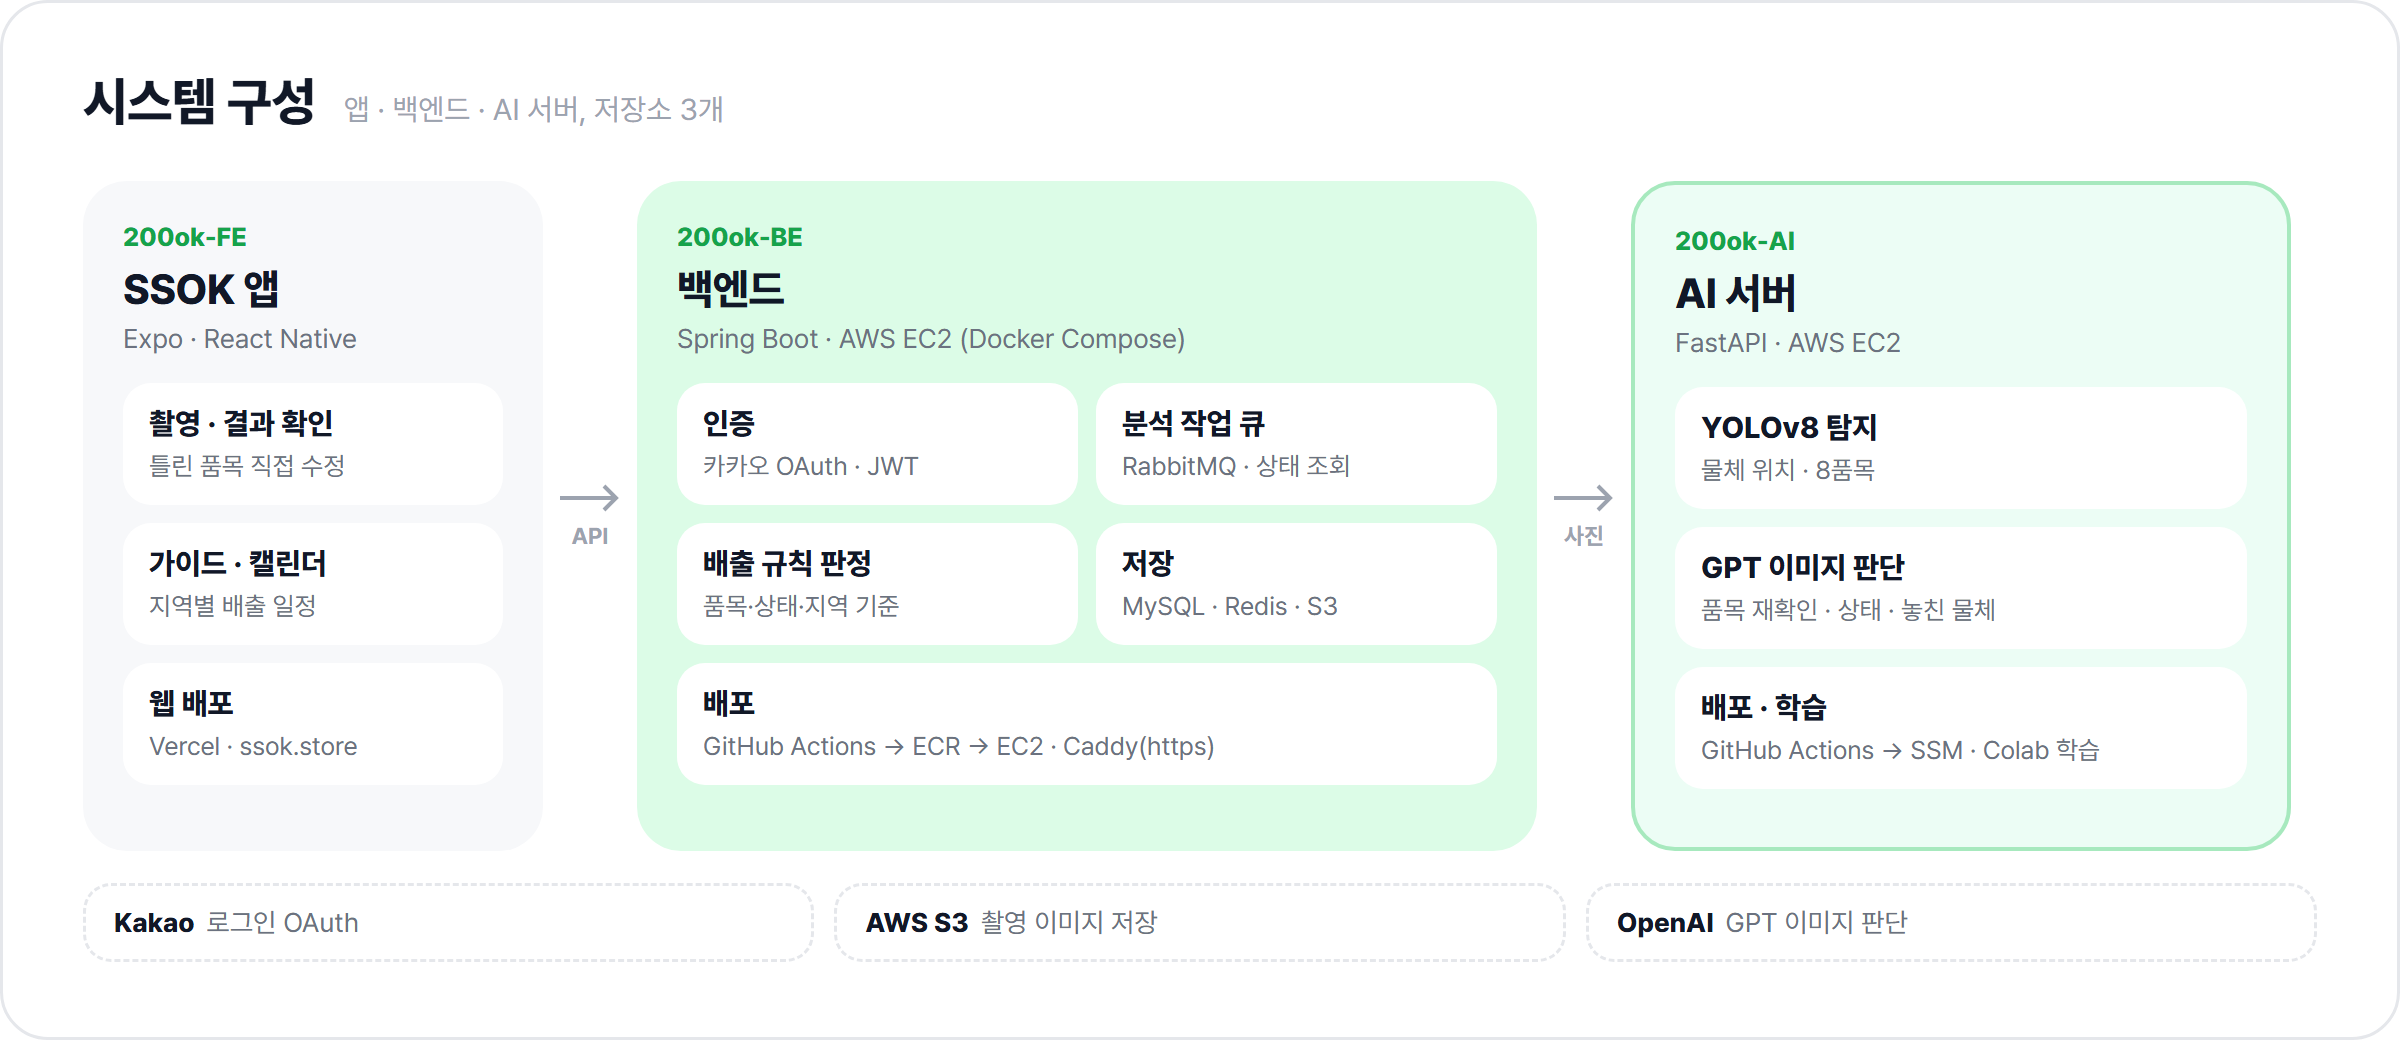 시스템 구성 앱 · 백엔드 · AI 서버, 저장소 3개
200ok-FE
SSOK 앱
Expo · React Native
촬영 · 결과 확인
틀린 품목 직접 수정
가이드 · 캘린더
지역별 배출 일정
웹 배포
Vercel · ssok.store
→
API
200ok-BE
백엔드
Spring Boot · AWS EC2 (Docker Compose)
인증
카카오 OAuth · JWT
분석 작업 큐
RabbitMQ · 상태 조회
배출 규칙 판정
품목·상태·지역 기준
저장
MySQL · Redis · S3
배포
GitHub Actions → ECR → EC2 · Caddy(https)
→
사진
200ok-AI
AI 서버
FastAPI · AWS EC2
YOLOv8 탐지
물체 위치 · 8품목
GPT 이미지 판단
품목 재확인 · 상태 · 놓친 물체
배포 · 학습
GitHub Actions → SSM · Colab 학습
Kakao 로그인 OAuth
AWS S3 촬영 이미지 저장
OpenAI GPT 이미지 판단